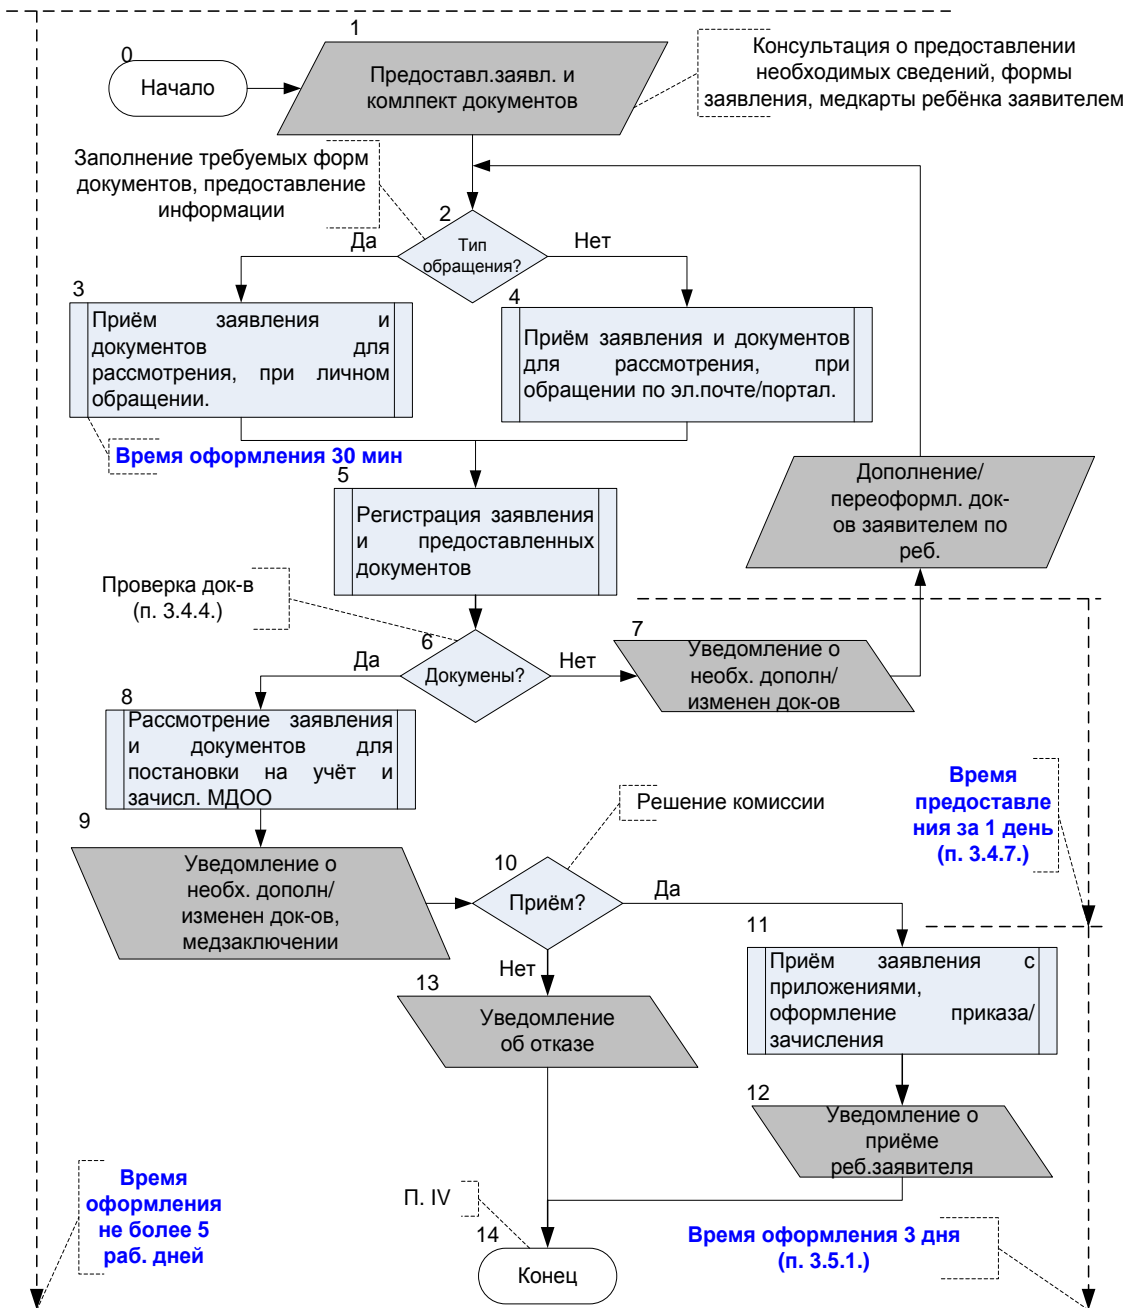 1
0
Начало
Предоставл.заявл. и
комлпект документов
Консультация о предоставлении
необходимых сведений, формы
заявления, медкарты ребёнка заявителем
Заполнение требуемых форм
документов, предоставление
информации
2
Тип
обращения?
Да
Нет
3
Приём заявления и
документов для
рассмотрения, при личном
обращении.
4
Приём заявления и документов
для рассмотрения, при
обращении по эл.почте/портал.
Время оформления 30 мин
5
Регистрация заявления
и предоставленных
документов
Дополнение/
переоформл. док-
ов заявителем по
реб.
Проверка док-в
(п. 3.4.4.)
6
Докумены?
Да
Нет
7
Уведомление о
необх. дополн/
изменен док-ов
8
Рассмотрение заявления
и документов для
постановки на учёт и
зачисл. МДОО
Время
предоставле
ния за 1 день
(п. 3.4.7.)
Решение комиссии
9
Уведомление о
необх. дополн/
изменен док-ов,
медзаключении
10
Приём?
Да
Нет
11
Приём заявления с
приложениями,
оформление приказа/
зачисления
13
Уведомление
об отказе
12
Уведомление о
приёме
реб.заявителя
Время
оформления
не более 5
раб. дней
П. IV
14
Конец
Время оформления 3 дня
(п. 3.5.1.)